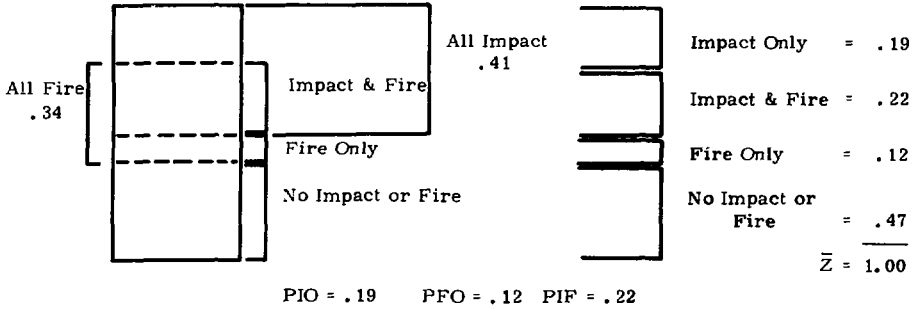 All Impact
.41
Impact Only = .19
All Fire
.34
Impact & Fire
Impact & Fire = .22
Fire Only
Fire Only = .12
No Impact or Fire
No Impact or
Fire = .47
Z̄ = 1.00
PIO = .19 PFO = .12 PIF = .22